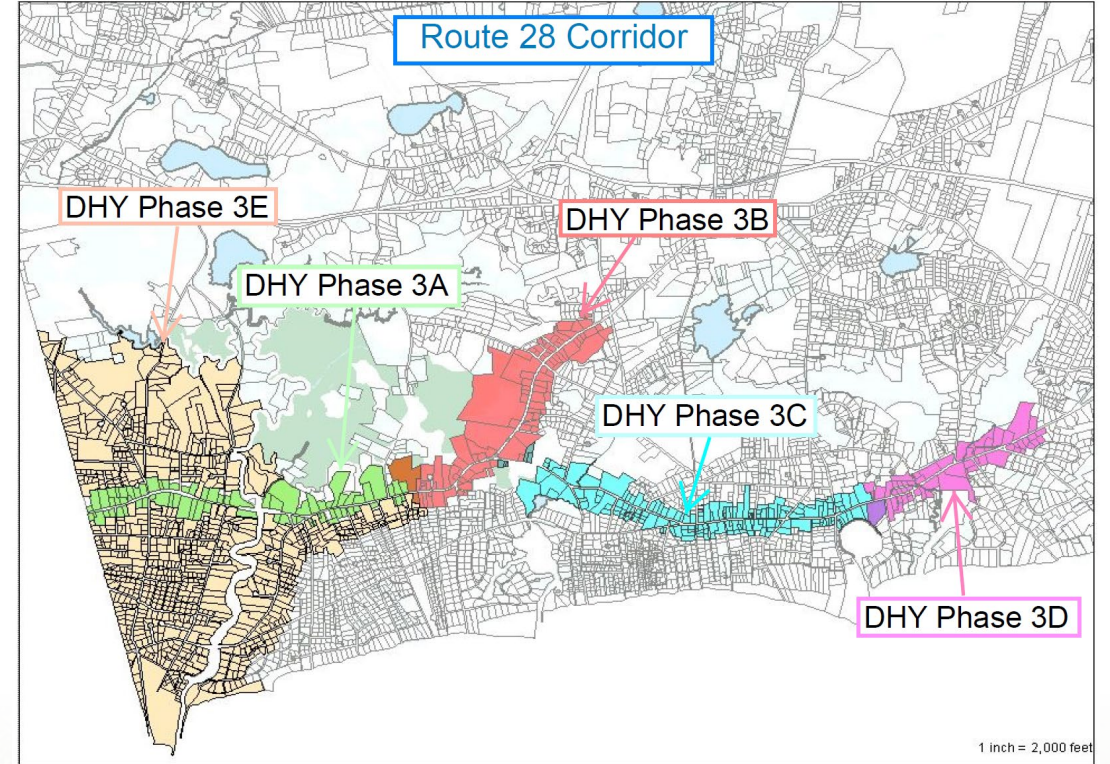 Route 28 Corridor
DHY Phase 3E
DHY Phase 3B
DHY Phase 3A
DHY Phase 3C
DHY Phase 3D
1 inch = 2,000 feet